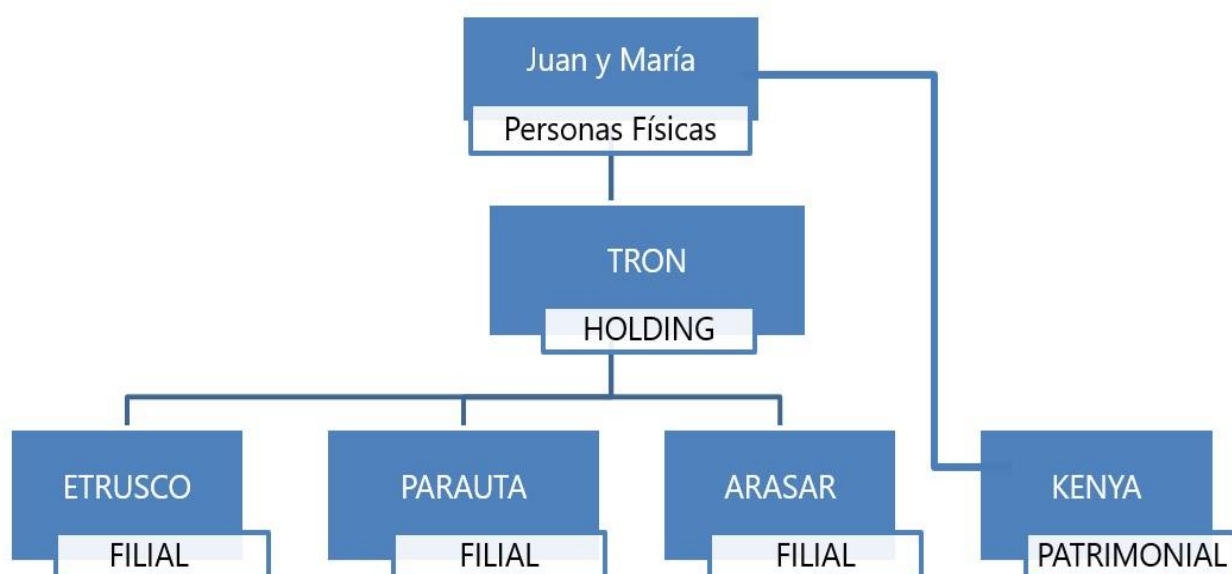 Juan y María
Personas Físicas
TRON
HOLDING
ETRUSCO
FILIAL
PARAUTA
FILIAL
ARASAR
FILIAL
KENYA
PATRIMONIAL